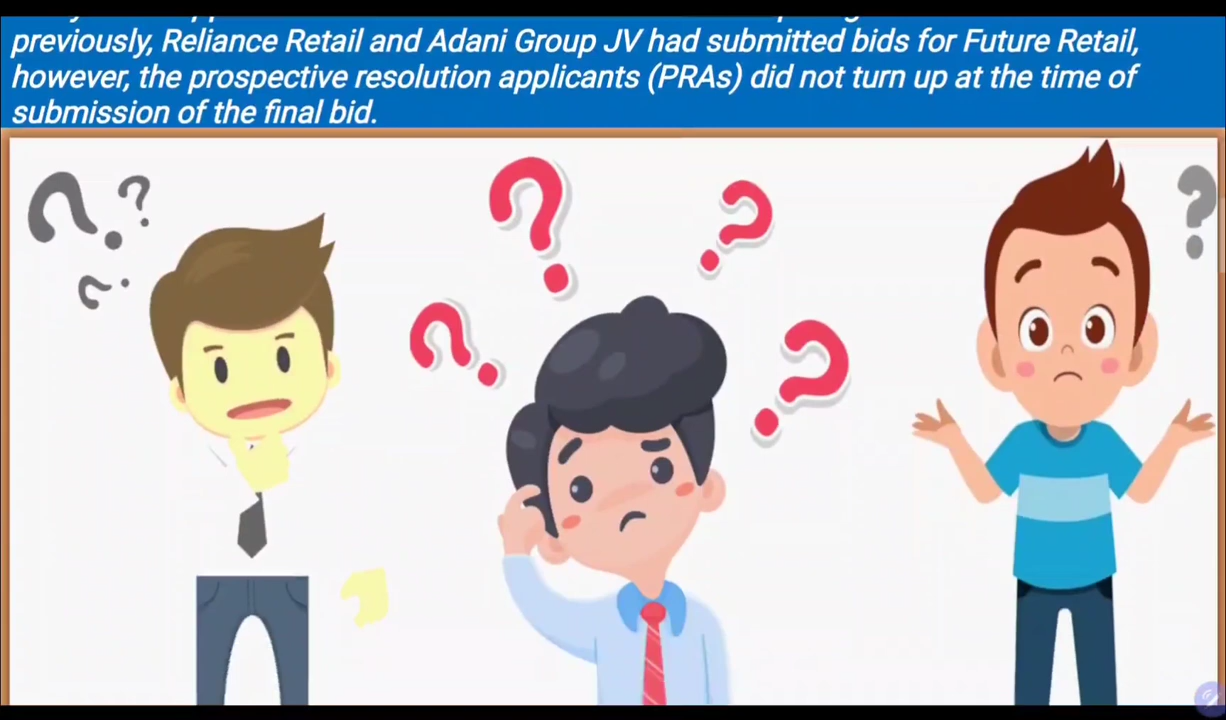 previously, Reliance Retail and Adani Group JV had submitted bids for Future Retail,
however, the prospective resolution applicants (PRAs) did not turn up at the time of
submission of the final bid.
? ?
?
? ?
? ?
?